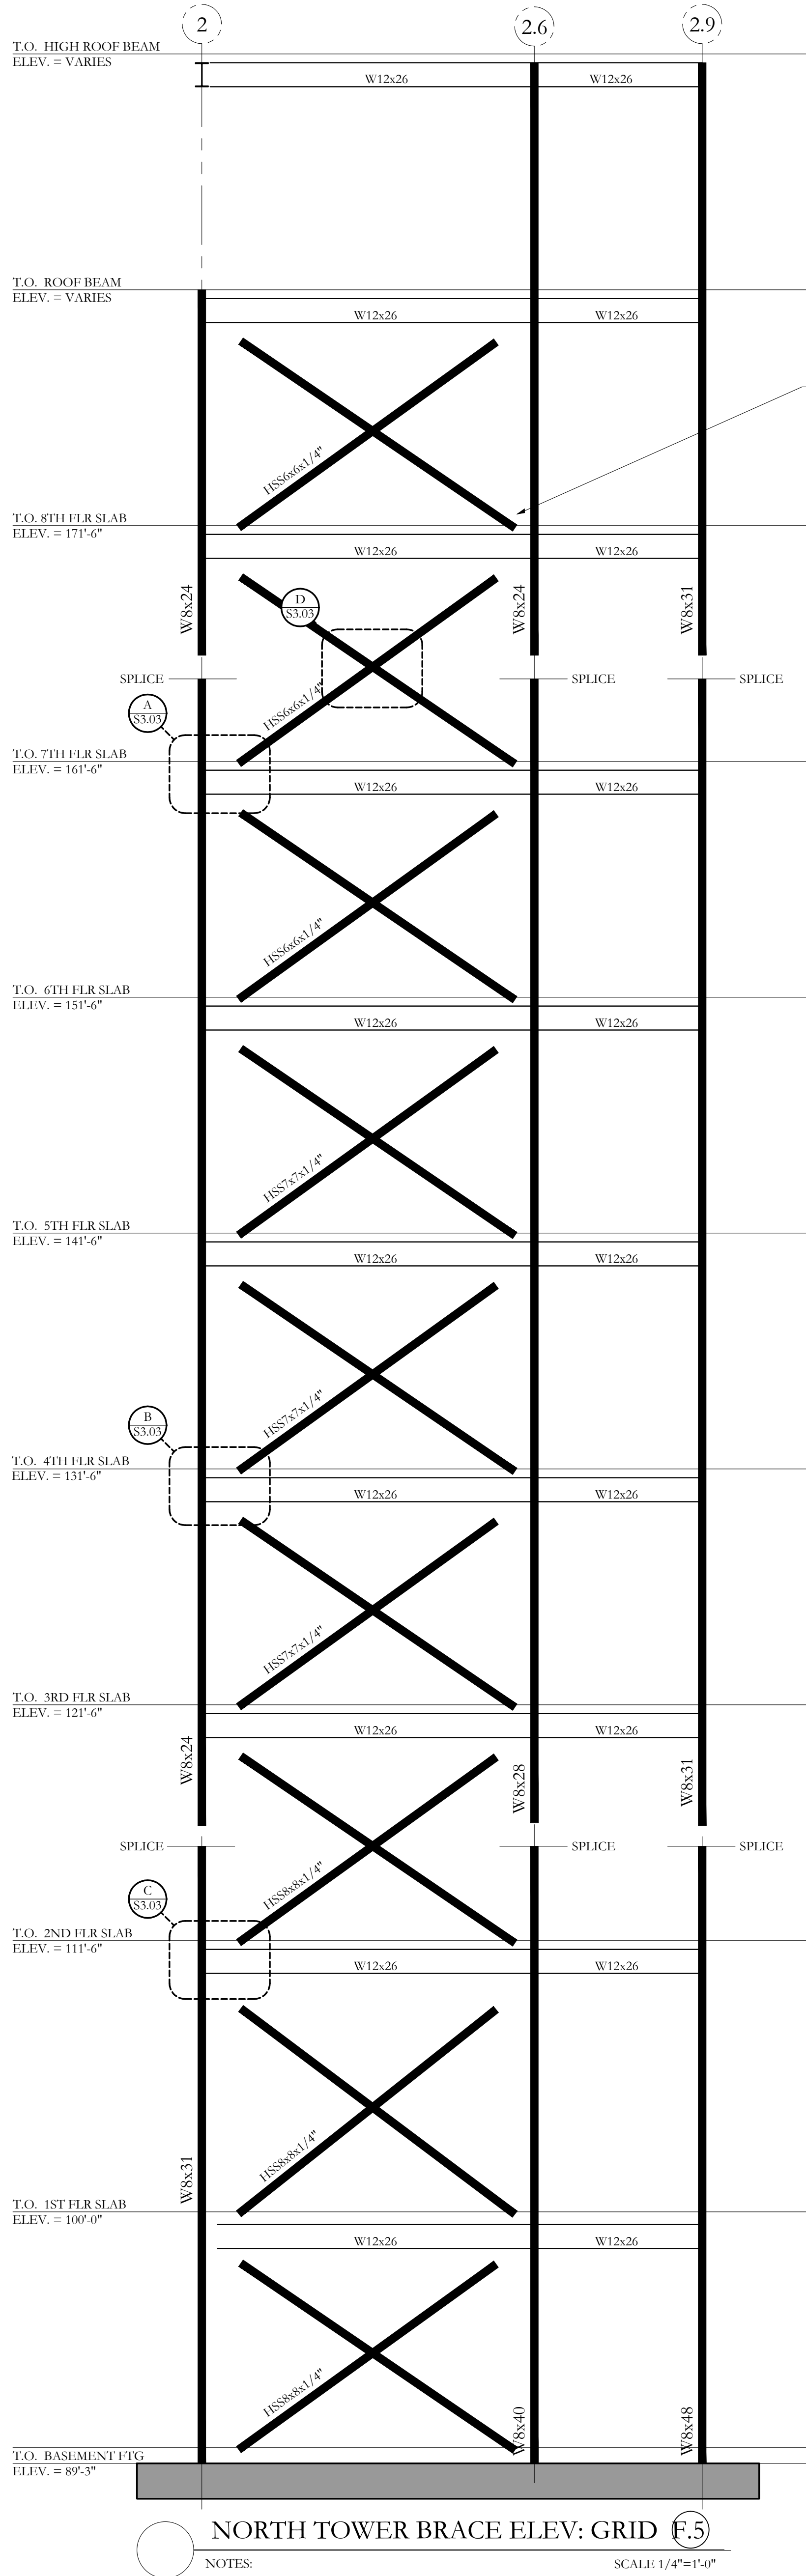 2
2.6
2.9
T.O. HIGH ROOF BEAM
ELEV. = VARIES
W12x26
W12x26
T.O. ROOF BEAM
ELEV. = VARIES
W12x26
W12x26
HSS6x6x1/4"
T.O. 8TH FLR SLAB
ELEV. = 171'-6"
W12x26
W12x26
W8x24
W8x24
W8x31
D
S3.03
SPLICE
SPLICE
SPLICE
HSS6x6x1/4"
A
S3.03
T.O. 7TH FLR SLAB
ELEV. = 161'-6"
W12x26
W12x26
HSS6x6x1/4"
T.O. 6TH FLR SLAB
ELEV. = 151'-6"
W12x26
W12x26
HSS7x7x1/4"
T.O. 5TH FLR SLAB
ELEV. = 141'-6"
W12x26
W12x26
HSS7x7x1/4"
B
S3.03
T.O. 4TH FLR SLAB
ELEV. = 131'-6"
W12x26
W12x26
HSS7x7x1/4"
T.O. 3RD FLR SLAB
ELEV. = 121'-6"
W12x26
W12x26
W8x24
W8x28
W8x31
SPLICE
SPLICE
SPLICE
HSS8x8x1/4"
C
S3.03
T.O. 2ND FLR SLAB
ELEV. = 111'-6"
W12x26
W12x26
HSS8x8x1/4"
W8x31
T.O. 1ST FLR SLAB
ELEV. = 100'-0"
W12x26
W12x26
HSS8x8x1/4"
W8x40
W8x48
T.O. BASEMENT FTG
ELEV. = 89'-3"
NORTH TOWER BRACE ELEV: GRID F.5
NOTES:
SCALE 1/4"=1'-0"